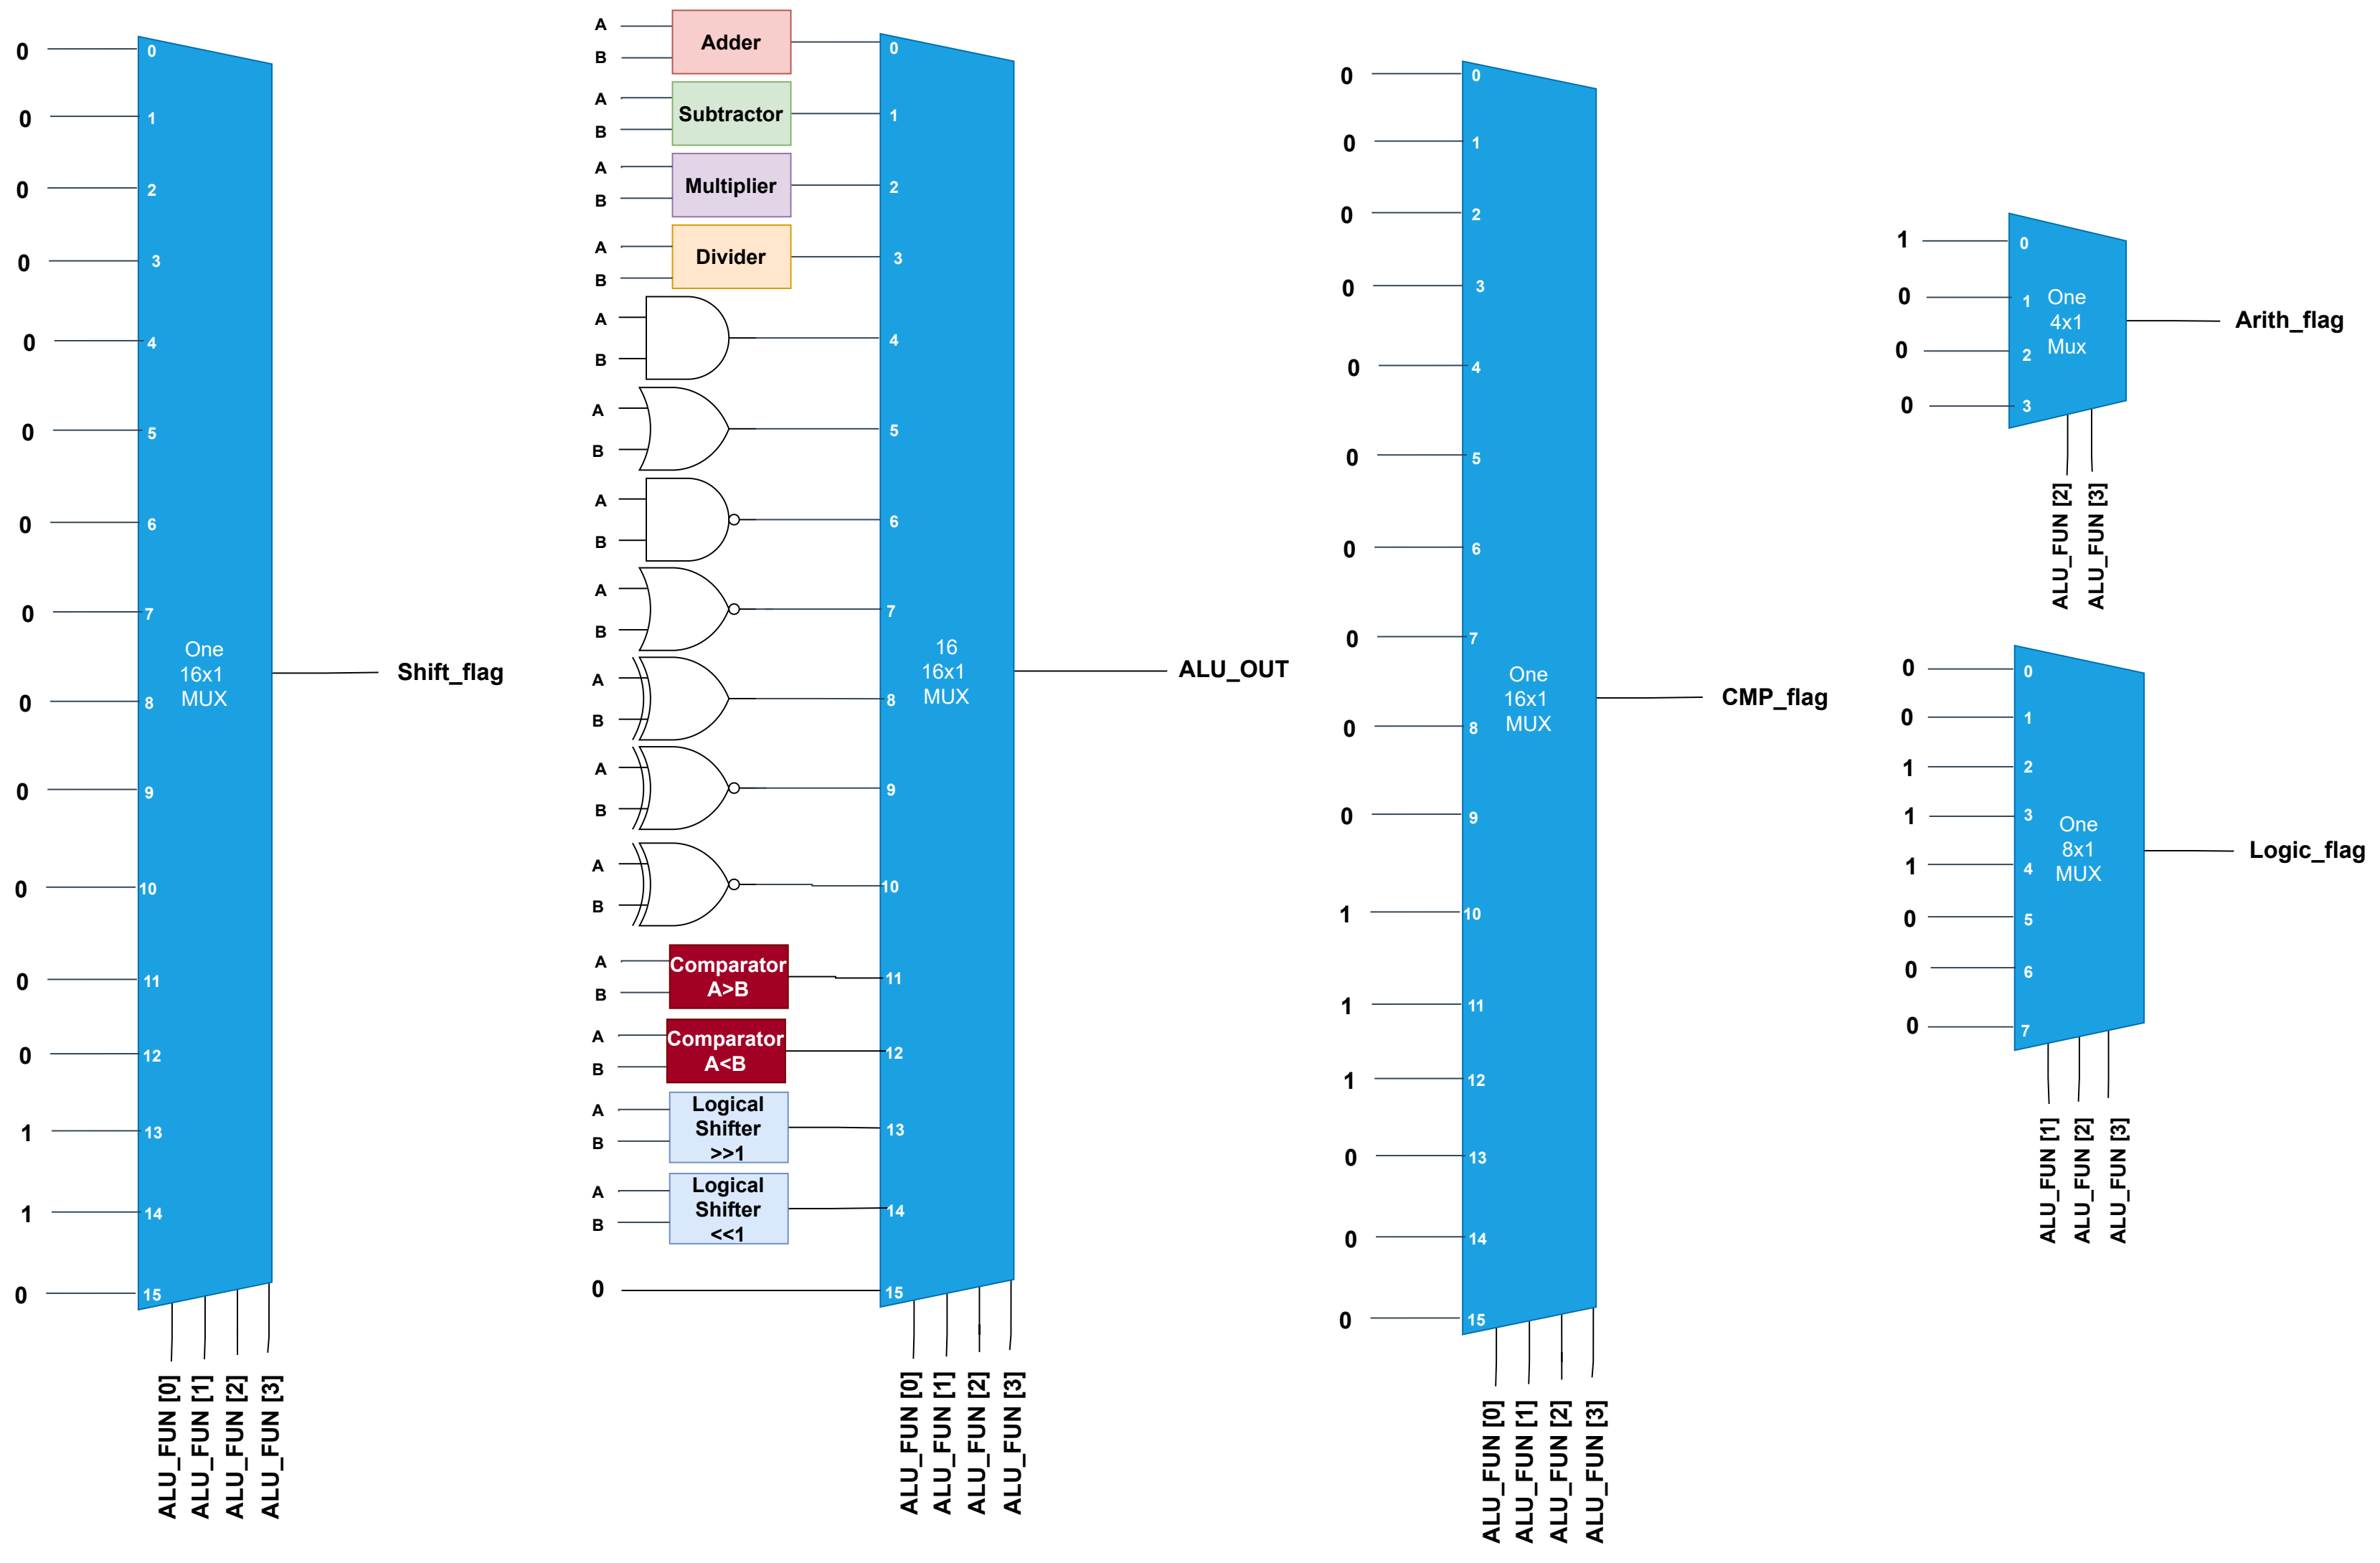 0
0
0
0
0
0
0
0
0
0
0
0
0
1
1
0
0
1
2
3
4
5
6
7
8
9
10
11
12
13
14
15
One
16x1
MUX
Shift_flag
ALU_FUN [0]
ALU_FUN [1]
ALU_FUN [2]
ALU_FUN [3]
A
B
Adder
A
B
Subtractor
A
B
Multiplier
A
B
Divider
A
B
A
B
A
B
A
B
A
B
A
B
A
B
A
B
Comparator
A>B
A
B
Comparator
A<B
A
B
Logical
Shifter
>>1
A
B
Logical
Shifter
<<1
0
0
1
2
3
4
5
6
7
8
9
10
11
12
13
14
15
16
16x1
MUX
ALU_OUT
ALU_FUN [0]
ALU_FUN [1]
ALU_FUN [2]
ALU_FUN [3]
0
0
0
0
0
0
0
0
0
0
1
1
1
0
0
0
0
1
2
3
4
5
6
7
8
9
10
11
12
13
14
15
One
16x1
MUX
CMP_flag
ALU_FUN [0]
ALU_FUN [1]
ALU_FUN [2]
ALU_FUN [3]
1
0
0
0
0
1
2
3
One
4x1
Mux
Arith_flag
ALU_FUN [2]
ALU_FUN [3]
0
0
1
1
1
0
0
0
0
1
2
3
4
5
6
7
One
8x1
MUX
Logic_flag
ALU_FUN [1]
ALU_FUN [2]
ALU_FUN [3]